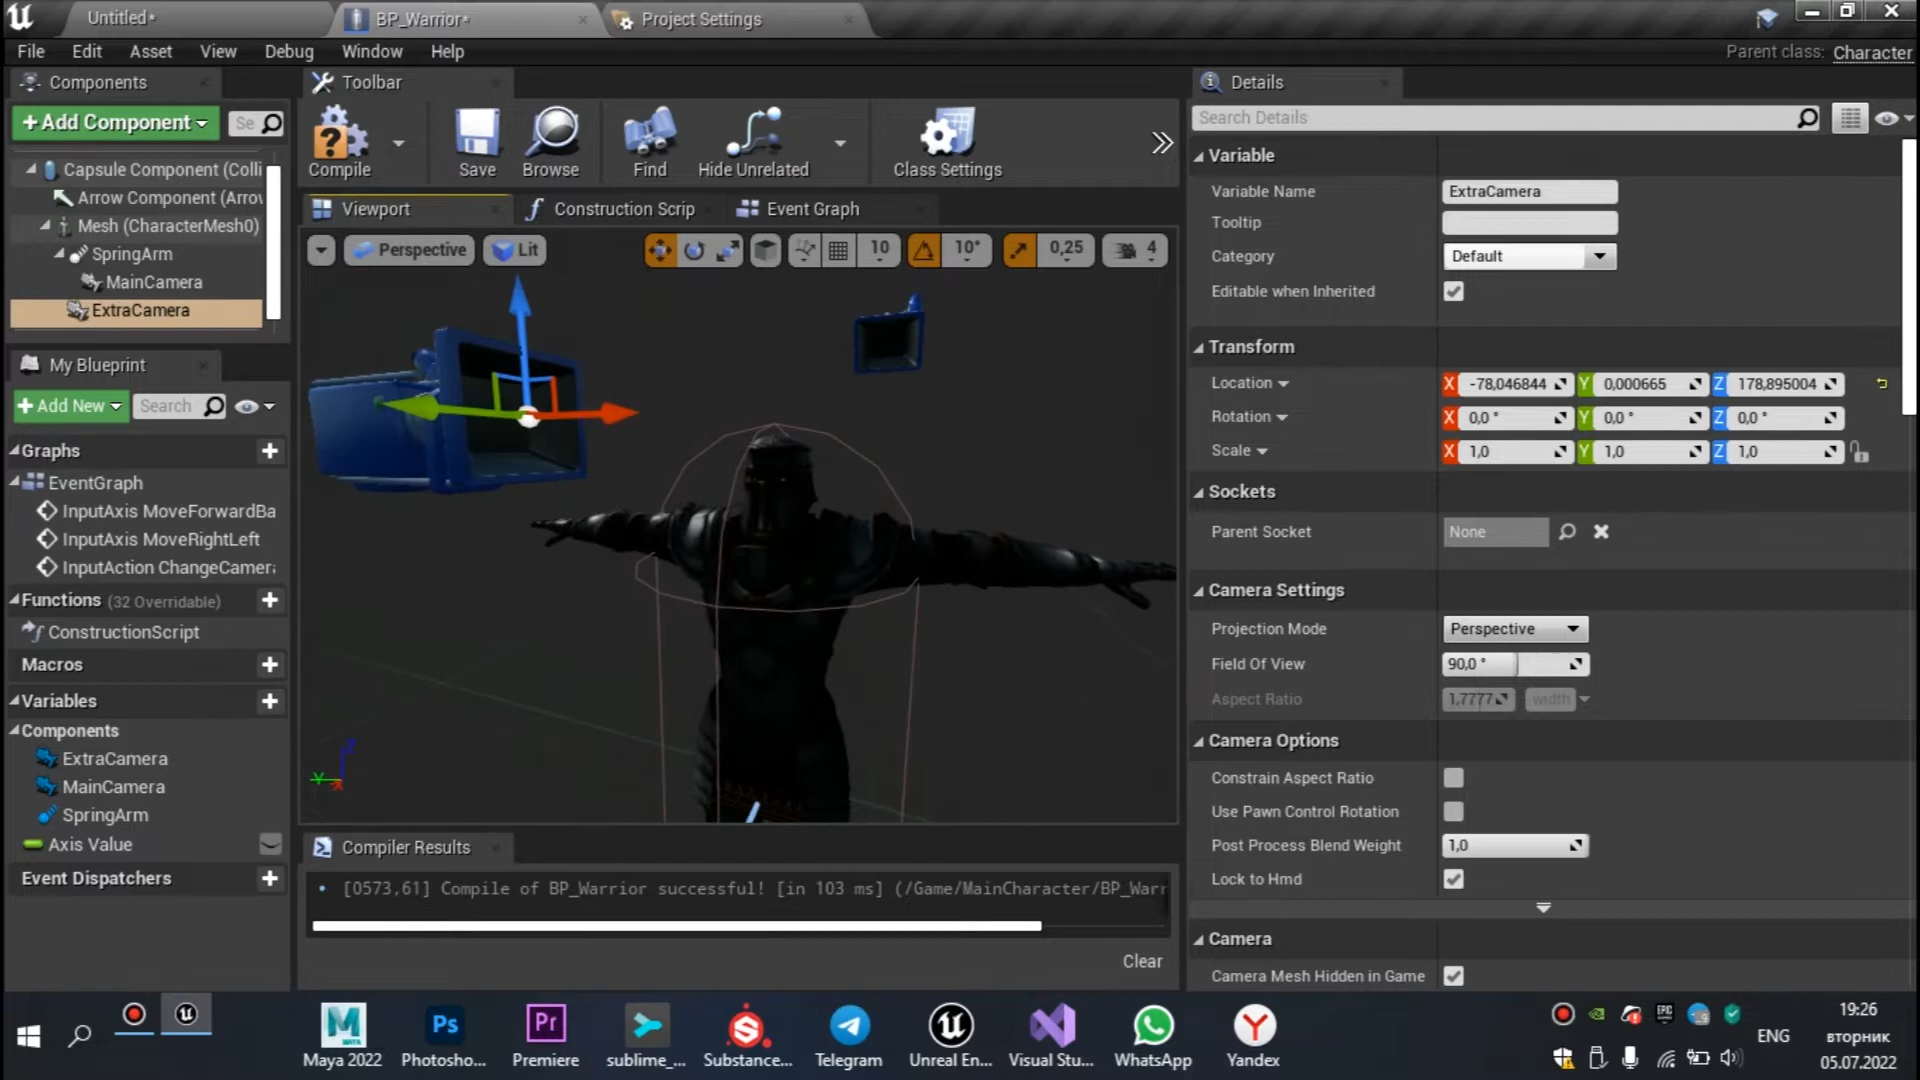 Untitled*
BP_Warrior*
Project Settings
File
Edit
Asset
View
Debug
Window
Help
Parent class: Character
Components
+Add Component
Se
Capsule Component (Colli
Arrow Component (Arrow
Mesh (CharacterMesh0)
SpringArm
MainCamera
ExtraCamera
My Blueprint
+Add New
Search
Graphs
EventGraph
InputAxis MoveForwardBa
InputAxis MoveRightLeft
InputAction ChangeCamera
Functions (32 Overridable)
ConstructionScript
Macros
Variables
Components
ExtraCamera
MainCamera
SpringArm
Axis Value
Event Dispatchers
Toolbar
Compile
Save
Browse
Find
Hide Unrelated
Class Settings
Viewport
Construction Scrip
Event Graph
Perspective
Lit
10
10°
0,25
4
Z
Y
X
Compiler Results
[0573,61] Compile of BP_Warrior successful! [in 103 ms] (/Game/MainCharacter/BP_Warr
Clear
Details
Search Details
Variable
Variable Name
ExtraCamera
Tooltip
Category
Default
Editable when Inherited
Transform
Location
X -78,046844 Y 0,000665 Z 178,895004
Rotation
X 0,0 ° Y 0,0 ° Z 0,0 °
Scale
X 1,0 Y 1,0 Z 1,0
Sockets
Parent Socket
None
Camera Settings
Projection Mode
Perspective
Field Of View
90,0 °
Aspect Ratio
1,7777
width
Camera Options
Constrain Aspect Ratio
Use Pawn Control Rotation
Post Process Blend Weight
1,0
Lock to Hmd
Camera
Camera Mesh Hidden in Game
M
MAYA
Maya 2022
Ps
Photosho...
Pr
Premiere
sublime_...
Substance...
Telegram
Unreal En...
Visual Stu...
WhatsApp
Y
Yandex
EPIC
ENG
19:26
вторник
05.07.2022